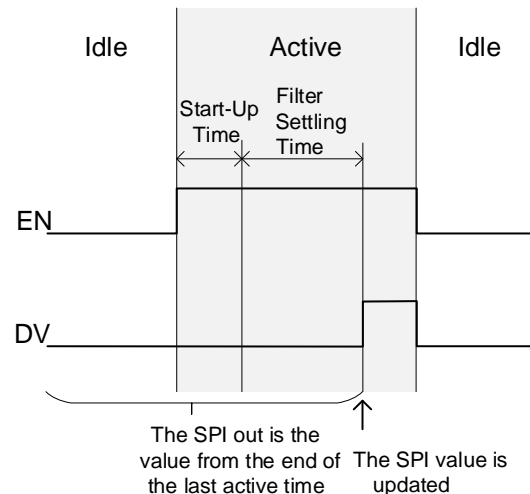 Idle
Active
Idle
Start-Up
Time
Filter
Settling
Time
EN
DV
The SPI out is the
value from the end of
the last active time
The SPI value is
updated